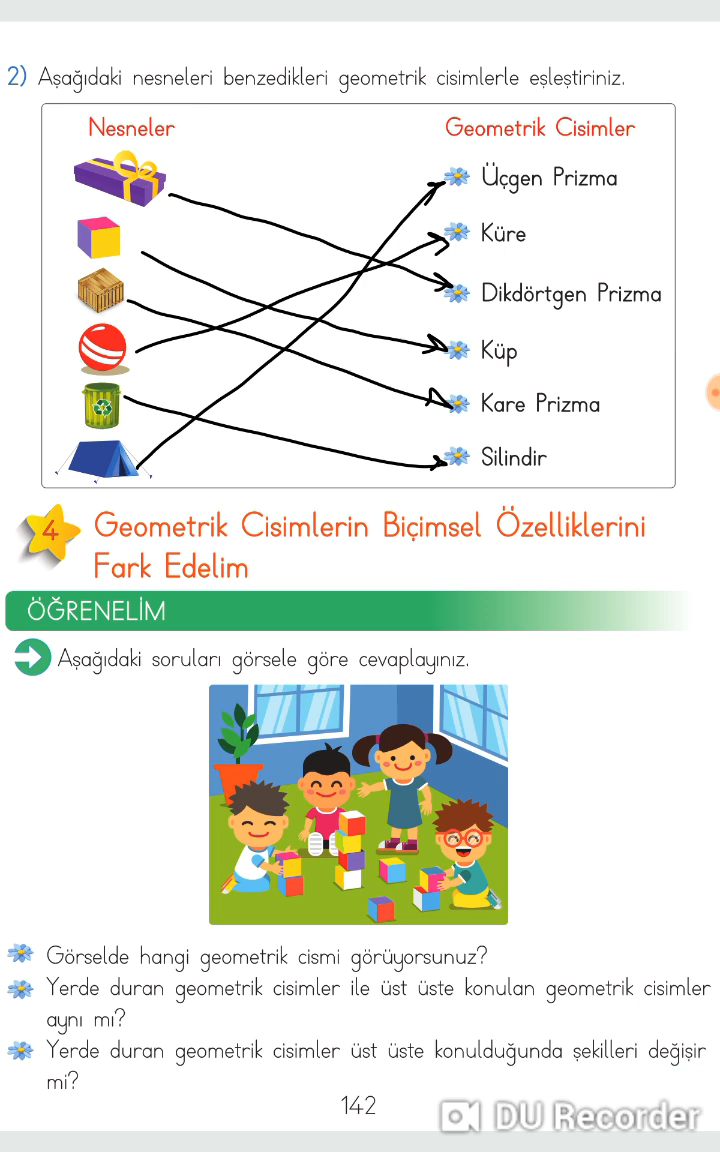 2) Aşağıdaki nesneleri benzedikleri geometrik cisimlerle eşleştiriniz.
Nesneler
Geometrik Cisimler
Üçgen Prizma
Küre
Dikdörtgen Prizma
Küp
Kare Prizma
Silindir
4
Geometrik Cisimlerin Biçimsel Özelliklerini
Fark Edelim
ÖĞRENELİM
Aşağıdaki soruları görsele göre cevaplayınız.
Görselde hangi geometrik cismi görüyorsunuz?
Yerde duran geometrik cisimler ile üst üste konulan geometrik cisimler
aynı mı?
Yerde duran geometrik cisimler üst üste konulduğunda şekilleri değişir
mi?
142
DU Recorder